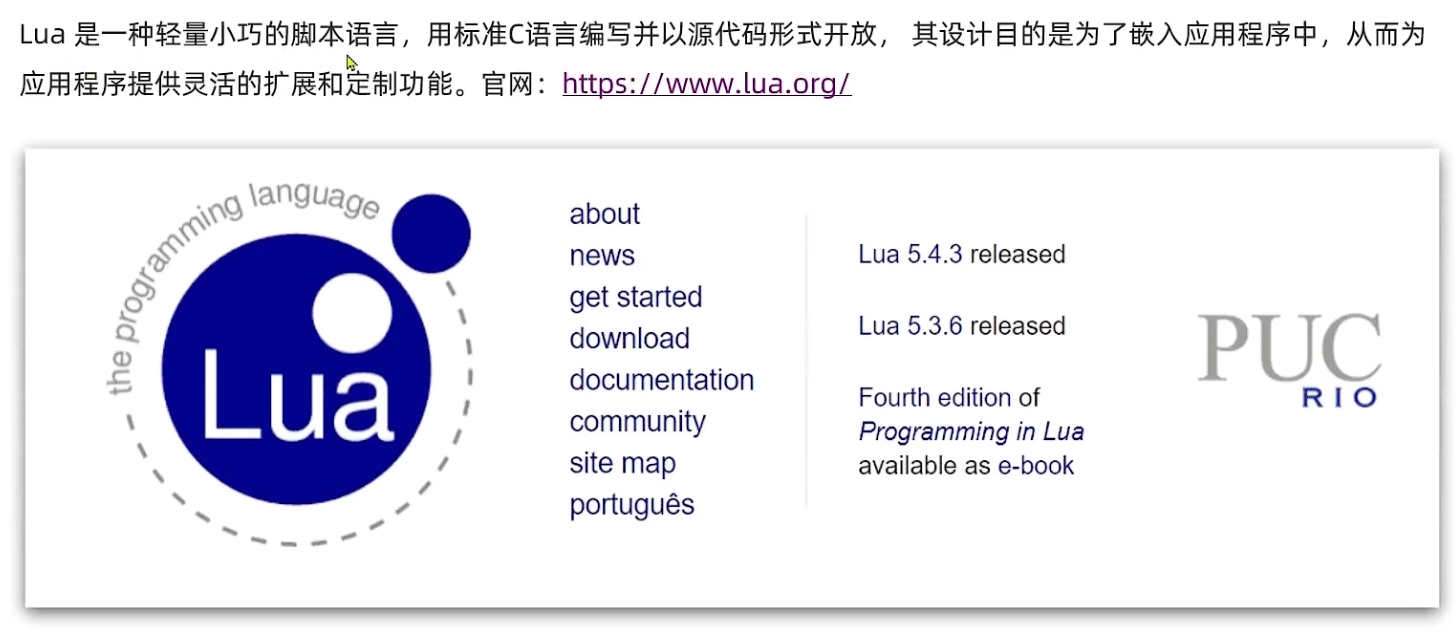 Lua 是一种轻量小巧的脚本语言，用标准C语言编写并以源代码形式开放， 其设计目的是为了嵌入应用程序中，从而为
应用程序提供灵活的扩展和定制功能。官网：https://www.lua.org/
the programming language
Lua
about
news
get started
download
documentation
community
site map
português
Lua 5.4.3 released
Lua 5.3.6 released
Fourth edition of
Programming in Lua
available as e-book
PUC
RIO